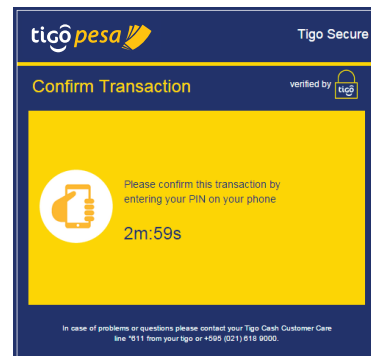 tigô pesa
Tigo Secure
Confirm Transaction
verified by
tigô
Please confirm this transaction by
entering your PIN on your phone
2m:59s
In case of problems or questions please contact your Tigo Cash Customer Care
line *611 from your tigo or +595 (021) 618 9000.